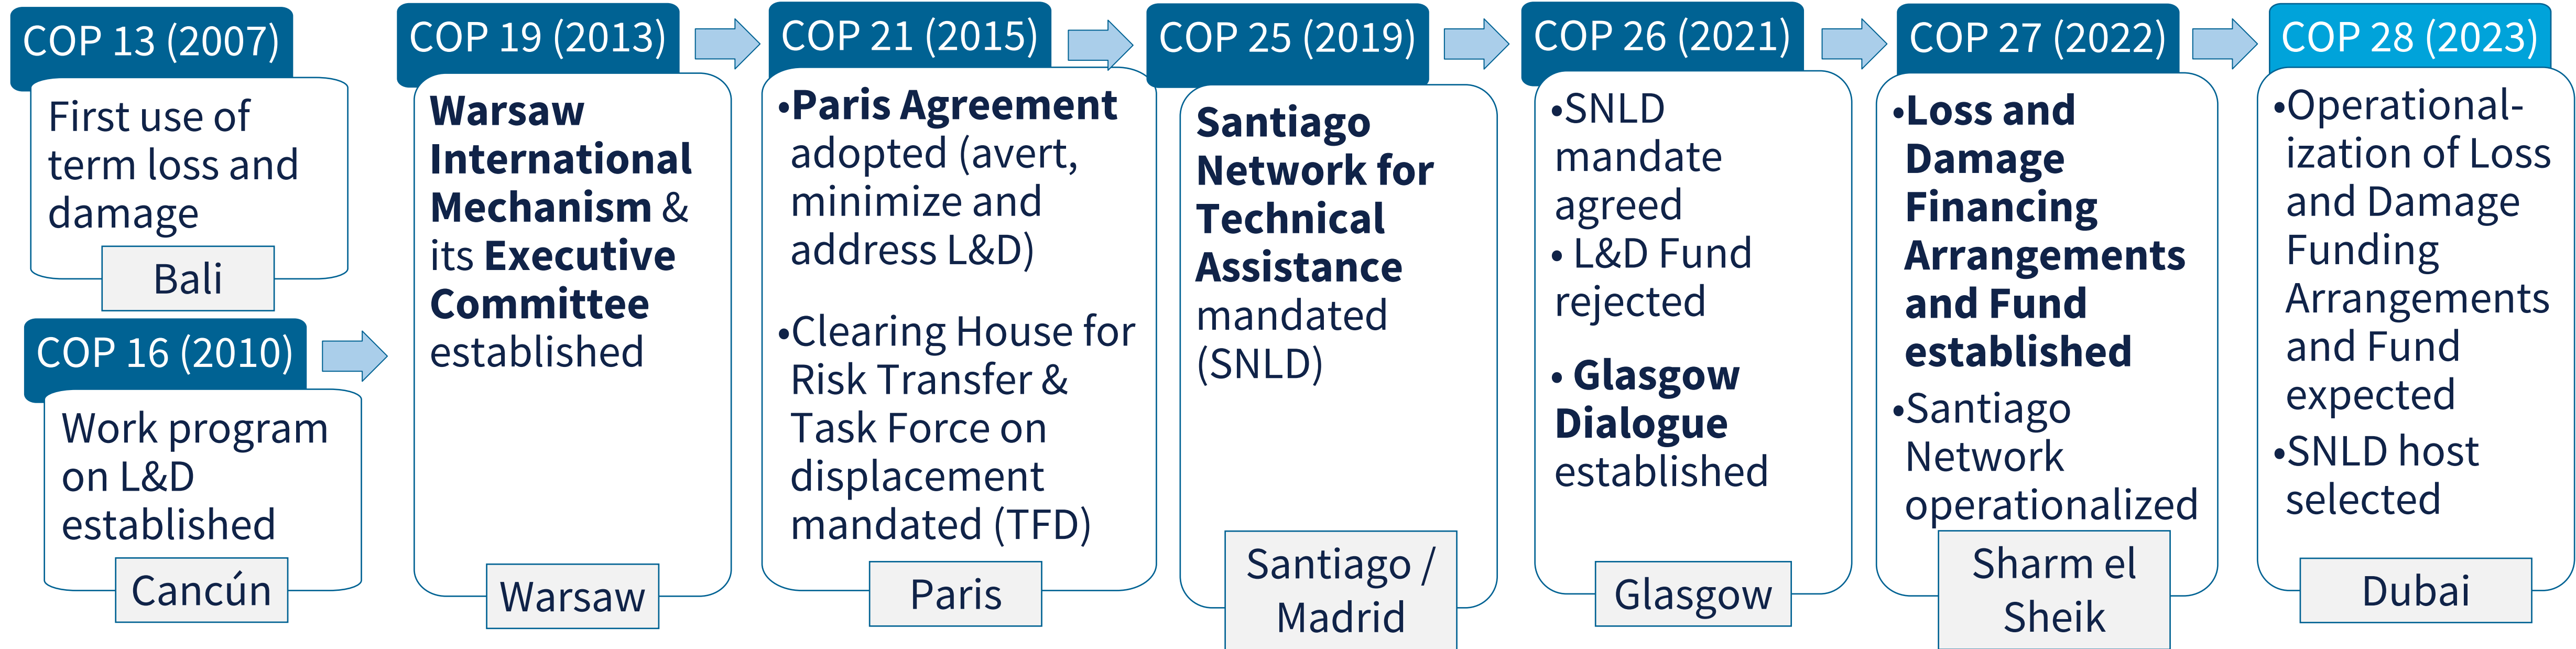 COP 13 (2007)
First use of
term loss and
damage
Bali
COP 16 (2010)
Work program
on L&D
established
Cancún
COP 19 (2013)
Warsaw
International
Mechanism &
its Executive
Committee
established
Warsaw
COP 21 (2015)
•Paris Agreement
adopted (avert,
minimize and
address L&D)
•Clearing House for
Risk Transfer &
Task Force on
displacement
mandated (TFD)
Paris
COP 25 (2019)
Santiago
Network for
Technical
Assistance
mandated
(SNLD)
Santiago /
Madrid
COP 26 (2021)
•SNLD
mandate
agreed
• L&D Fund
rejected
• Glasgow
Dialogue
established
Glasgow
COP 27 (2022)
•Loss and
Damage
Financing
Arrangements
and Fund
established
•Santiago
Network
operationalized
Sharm el
Sheik
COP 28 (2023)
•Operational-
ization of Loss
and Damage
Funding
Arrangements
and Fund
expected
•SNLD host
selected
Dubai